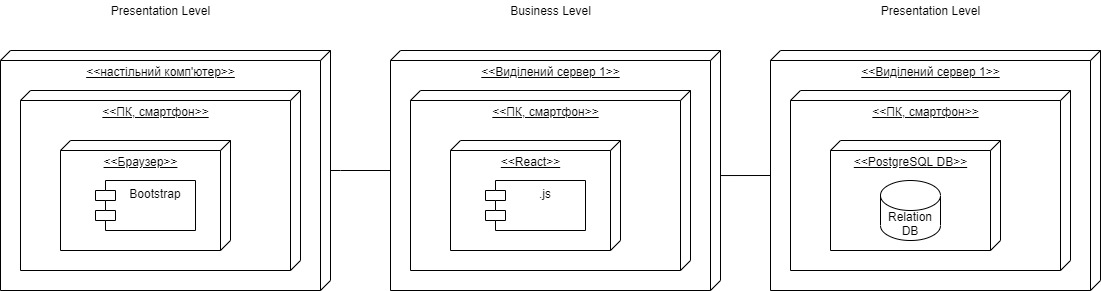 Presentation Level
Business Level
Presentation Level
<<настільний комп'ютер>>
<<Виділений сервер 1>>
<<Виділений сервер 1>>
<<ПК, смартфон>>
<<ПК, смартфон>>
<<ПК, смартфон>>
<<Браузер>>
<<React>>
<<PostgreSQL DB>>
Bootstrap
.js
Relation
DB